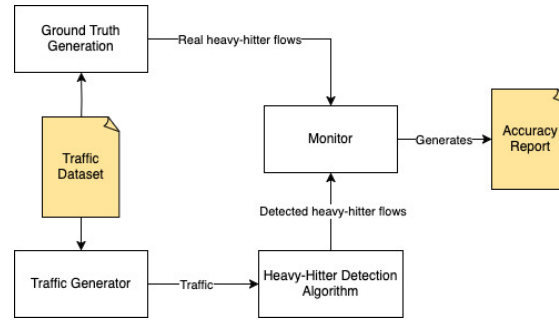 Ground Truth
Generation
Real heavy-hitter flows
Traffic
Dataset
Monitor
Generates
Accuracy
Report
Detected heavy-hitter flows
Traffic Generator
Traffic
Heavy-Hitter Detection
Algorithm